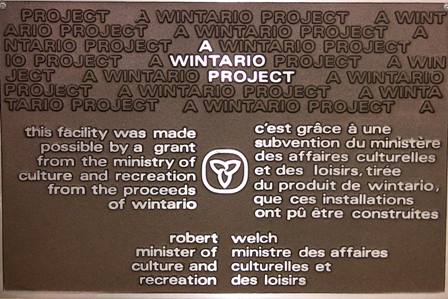 PROJECT A WINTARIO PROJECT A WINT
ARIO PROJECT A WINTARIO PROJECT A
NTARIO PROJECT A WINTARIO PROJECT
IO PROJECT A WINTARIO PROJECT A WIN
JECT A WINTARIO PROJECT A WINTARIO
PROJECT A WINTARIO PROJECT A WINTA
TARIO PROJECT A WINTARIO PROJECT A
this facility was made
possible by a grant
from the ministry of
culture and recreation
from the proceeds
of wintario
c'est grâce à une
subvention du ministère
des affaires culturelles
et des loisirs, tirée
du produit de wintario,
que ces installations
ont pû être construites
robert welch
minister of
culture and
recreation
ministre des affaires
culturelles et
des loisirs